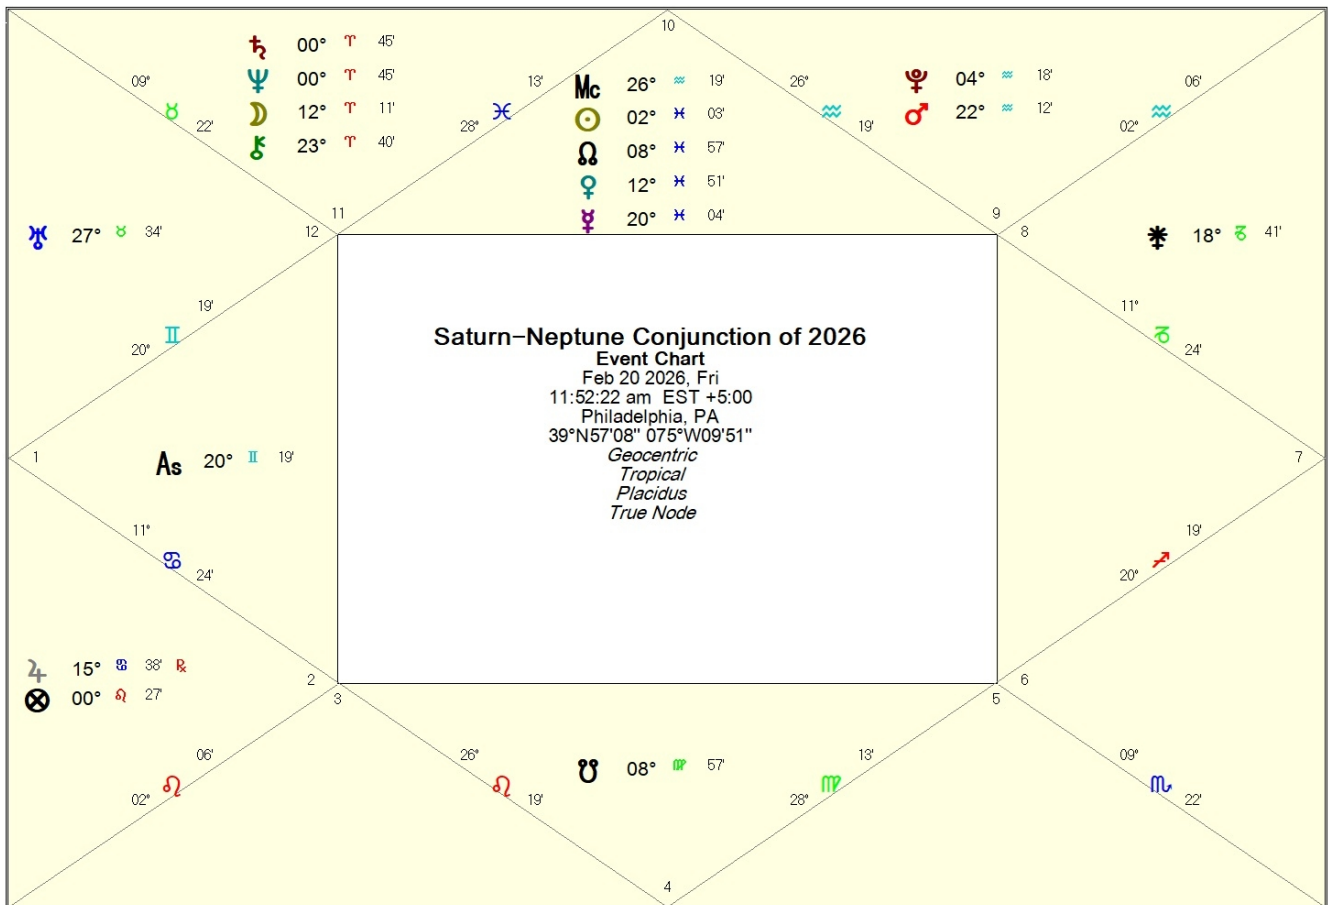 10
♄ 00° ♈ 45'
♆ 00° ♈ 45'
☽ 12° ♈ 11'
⚷ 23° ♈ 40'
09° ♉ 22'
13' ♓ 28°
Mc 26° ♒ 19'
☉ 02° ♓ 03'
☊ 08° ♓ 57'
♀ 12° ♓ 51'
☿ 20° ♓ 04'
26° ♒ 19'
♇ 04° ♒ 18'
♂ 22° ♒ 12'
06' ♒ 02°
11
12
9
8
♅ 27° ♉ 34'
⚵ 18° ♑ 41'
19' ♊ 20°
11° ♑ 24'
Saturn–Neptune Conjunction of 2026
Event Chart
Feb 20 2026, Fri
11:52:22 am EST +5:00
Philadelphia, PA
39°N57'08" 075°W09'51"
Geocentric
Tropical
Placidus
True Node
1
As 20° ♊ 19'
7
11° ♋ 24'
19' ♐ 20°
♃ 15° ♋ 38' ℞
⊗ 00° ♌ 27'
2
3
6
5
06' ♌ 02°
26° ♌ 19'
☋ 08° ♍ 57'
13' ♍ 28°
09° ♏ 22'
4